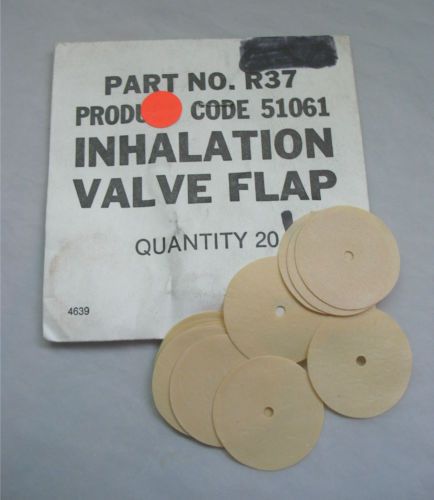 PART NO. R37
PRODU CODE 51061
INHALATION
VALVE FLAP
QUANTITY 20
4639